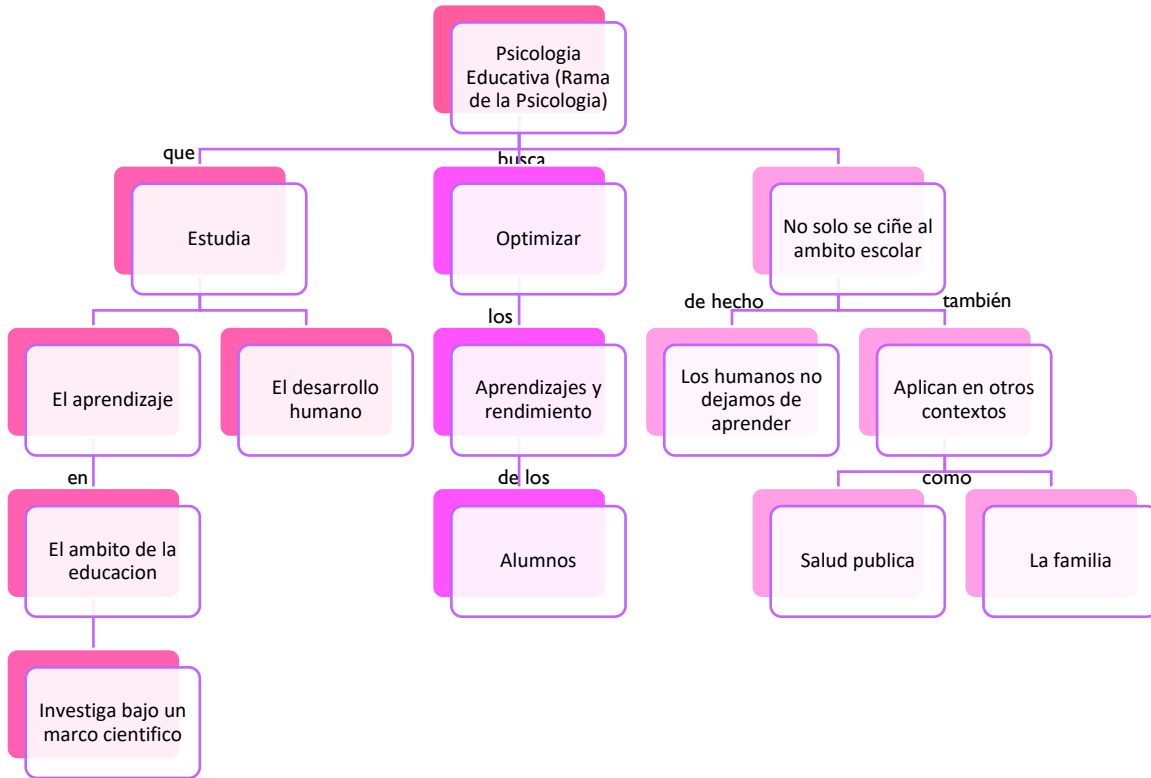 Psicologia
Educativa (Rama
de la Psicologia)
que
busca
Estudia
Optimizar
No solo se ciñe al
ambito escolar
los
de hecho
también
El aprendizaje
El desarrollo
humano
Aprendizajes y
rendimiento
Los humanos no
dejamos de
aprender
Aplican en otros
contextos
en
de los
como
El ambito de la
educacion
Alumnos
Salud publica
La familia
Investiga bajo un
marco cientifico